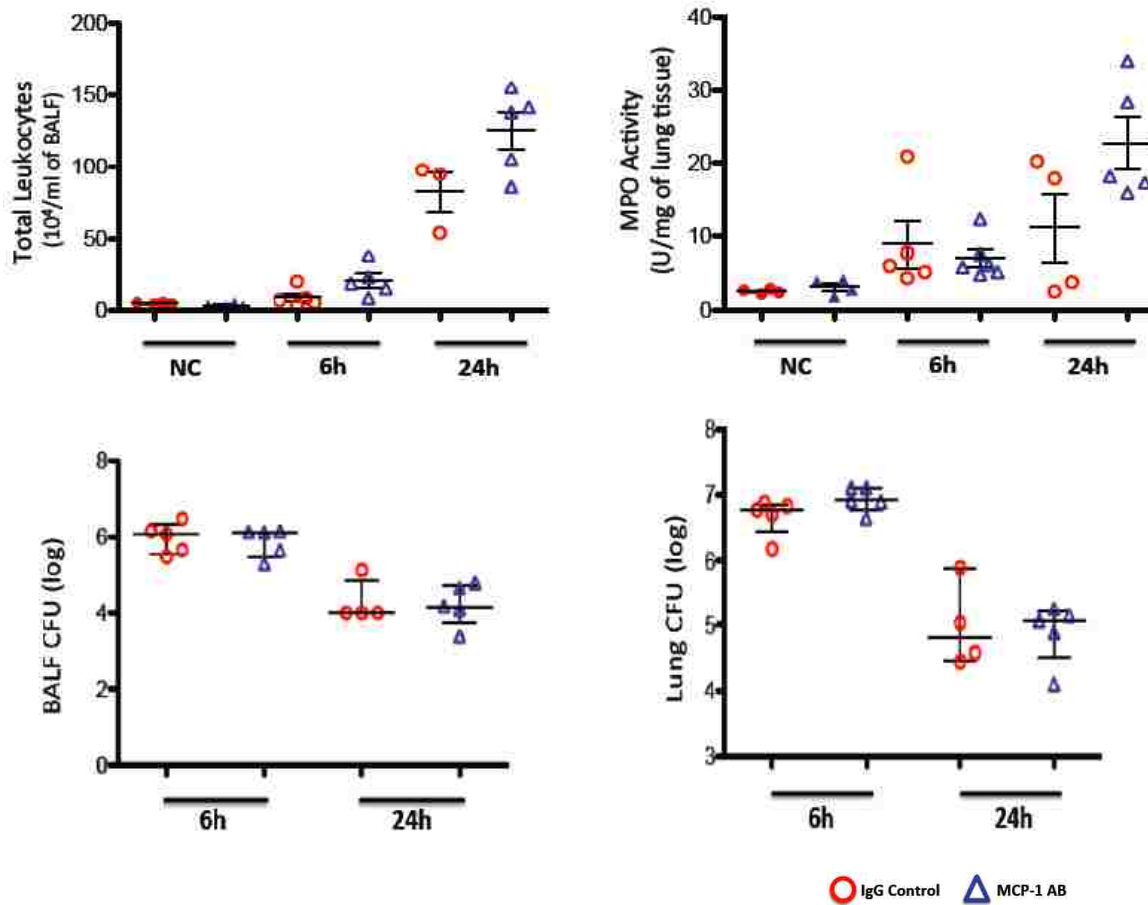 Total Leukocytes
(10⁴/ml of BALF)
200
150
100
50
0
NC
6h
24h
MPO Activity
(U/mg of lung tissue)
40
30
20
10
0
NC
6h
24h
BALF CFU (log)
8
6
4
2
0
6h
24h
Lung CFU (log)
8
7
6
5
4
3
6h
24h
IgG Control
MCP-1 AB